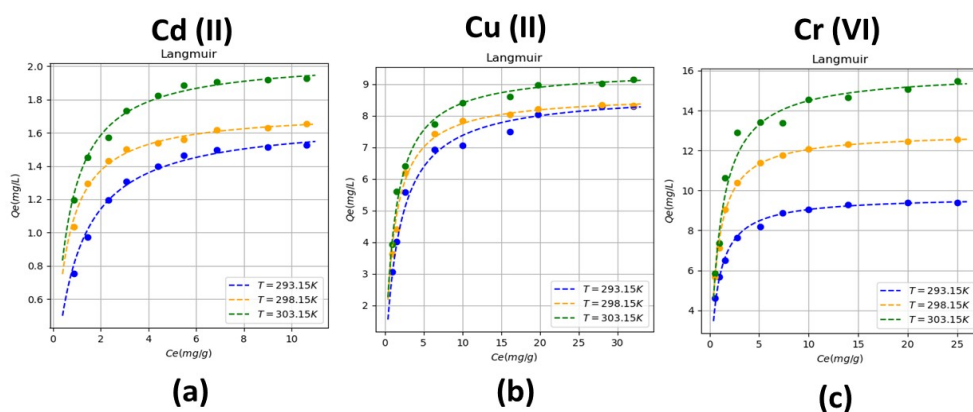 Cd (II)
Langmuir
Qe(mg/L)
2.0
1.8
1.6
1.4
1.2
1.0
0.8
0.6
0
2
4
6
8
10
Ce(mg/g)
T = 293.15K
T = 298.15K
T = 303.15K
(a)
Cu (II)
Langmuir
9
8
7
6
5
4
3
2
0
5
10
15
20
25
30
Ce(mg/g)
T = 293.15K
T = 298.15K
T = 303.15K
(b)
Cr (VI)
Langmuir
16
14
12
10
8
6
4
0
5
10
15
20
25
Ce(mg/g)
T = 293.15K
T = 298.15K
T = 303.15K
(c)